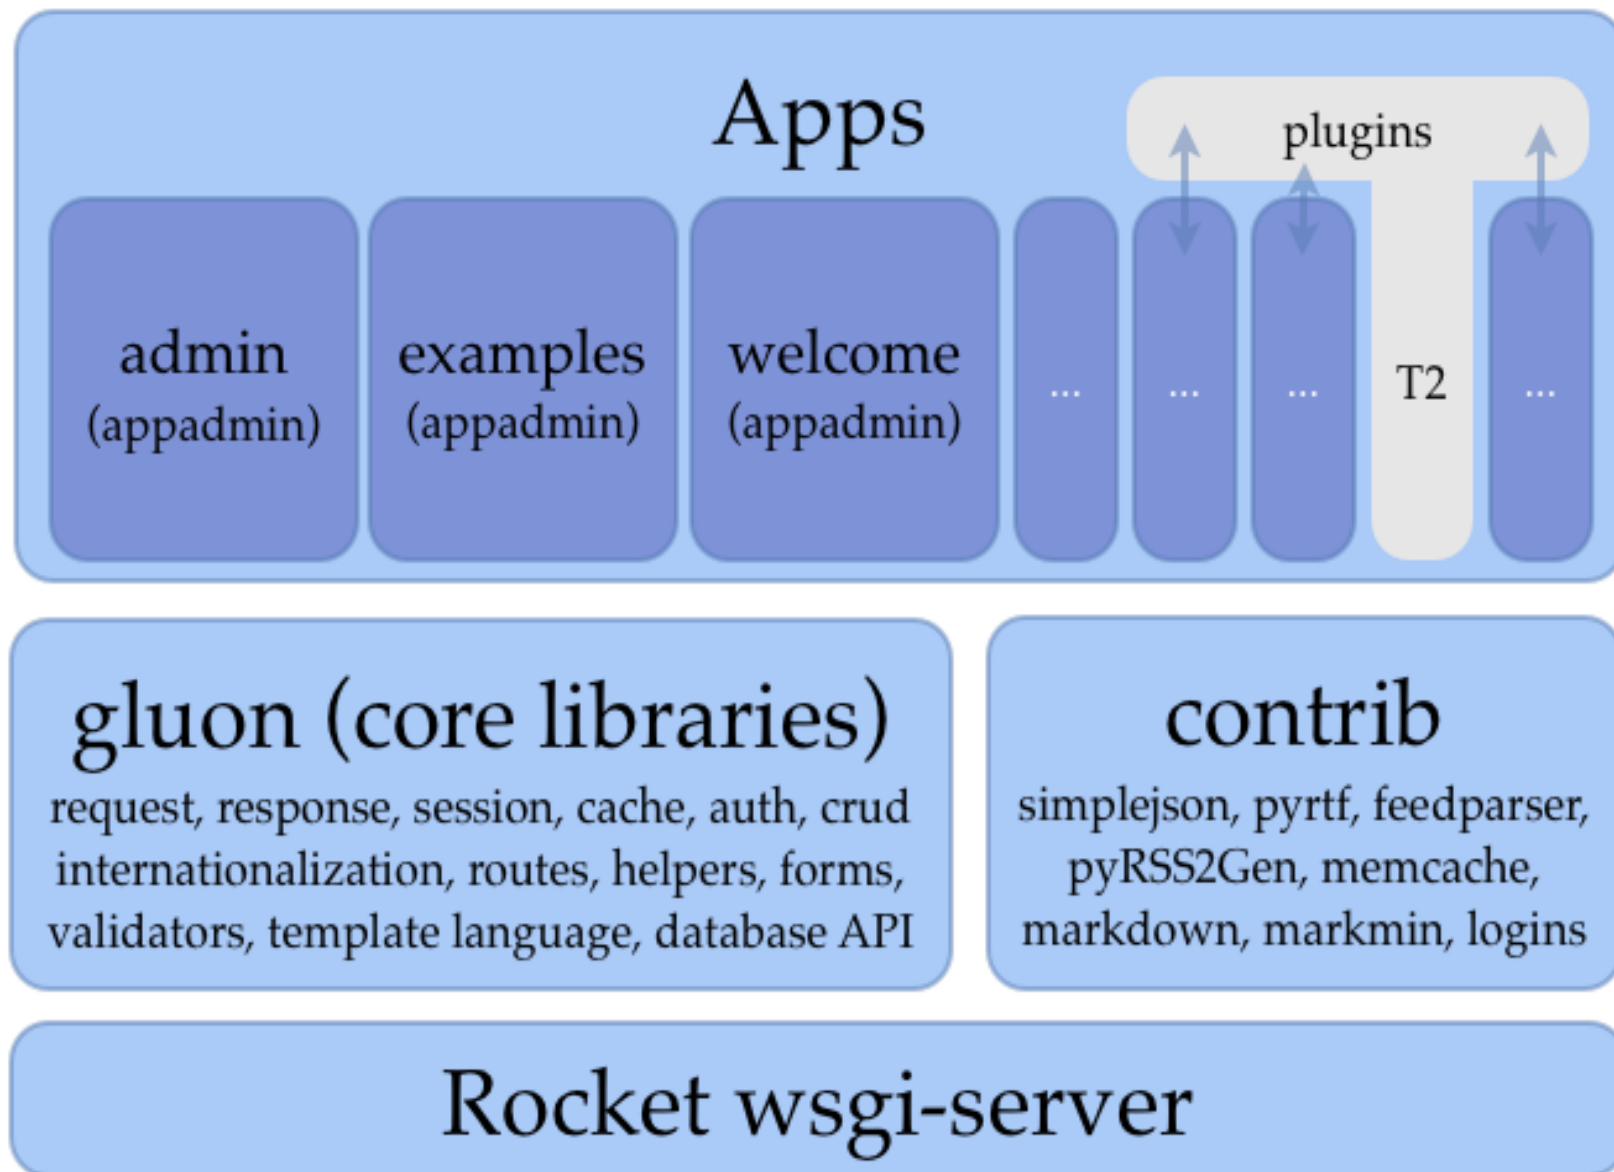 Apps
plugins
admin
(appadmin)
examples
(appadmin)
welcome
(appadmin)
...
...
...
T2
...
gluon (core libraries)
request, response, session, cache, auth, crud
internationalization, routes, helpers, forms,
validators, template language, database API
contrib
simplejson, pyrtf, feedparser,
pyRSS2Gen, memcache,
markdown, markmin, logins
Rocket wsgi-server